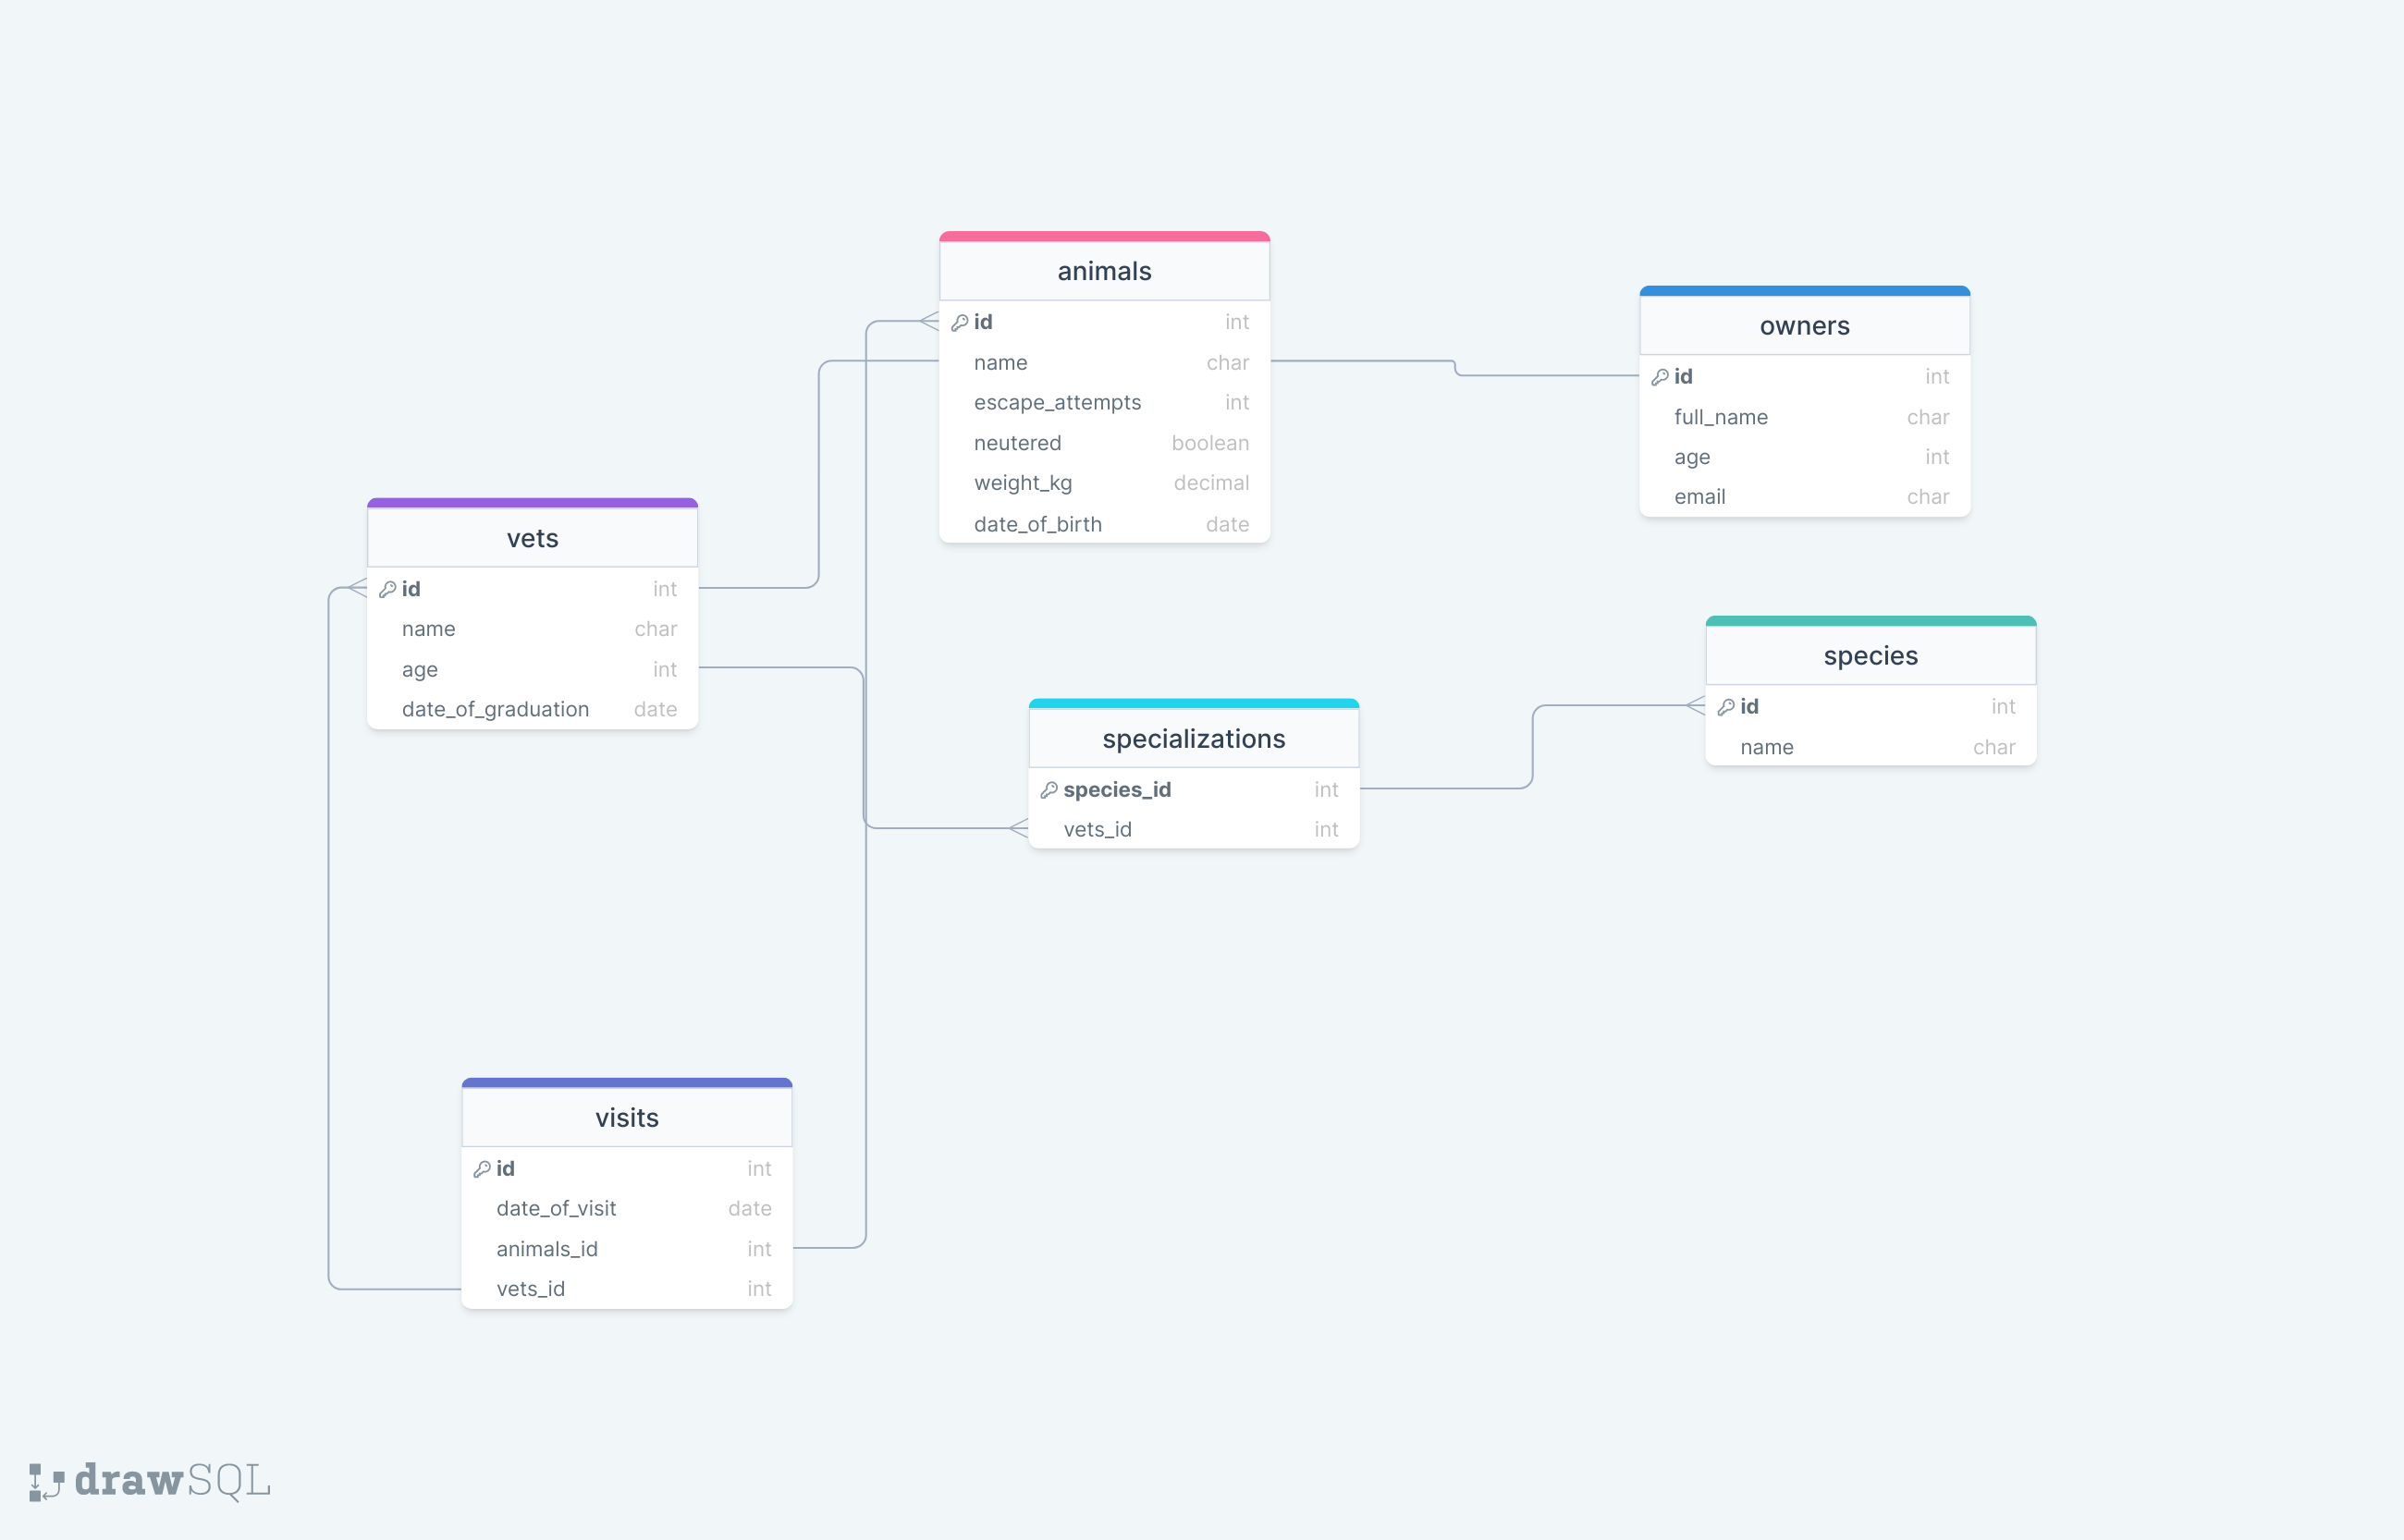 animals
id int
name char
escape_attempts int
neutered boolean
weight_kg decimal
date_of_birth date
owners
id int
full_name char
age int
email char
vets
id int
name char
age int
date_of_graduation date
species
id int
name char
specializations
species_id int
vets_id int
visits
id int
date_of_visit date
animals_id int
vets_id int
drawSQL